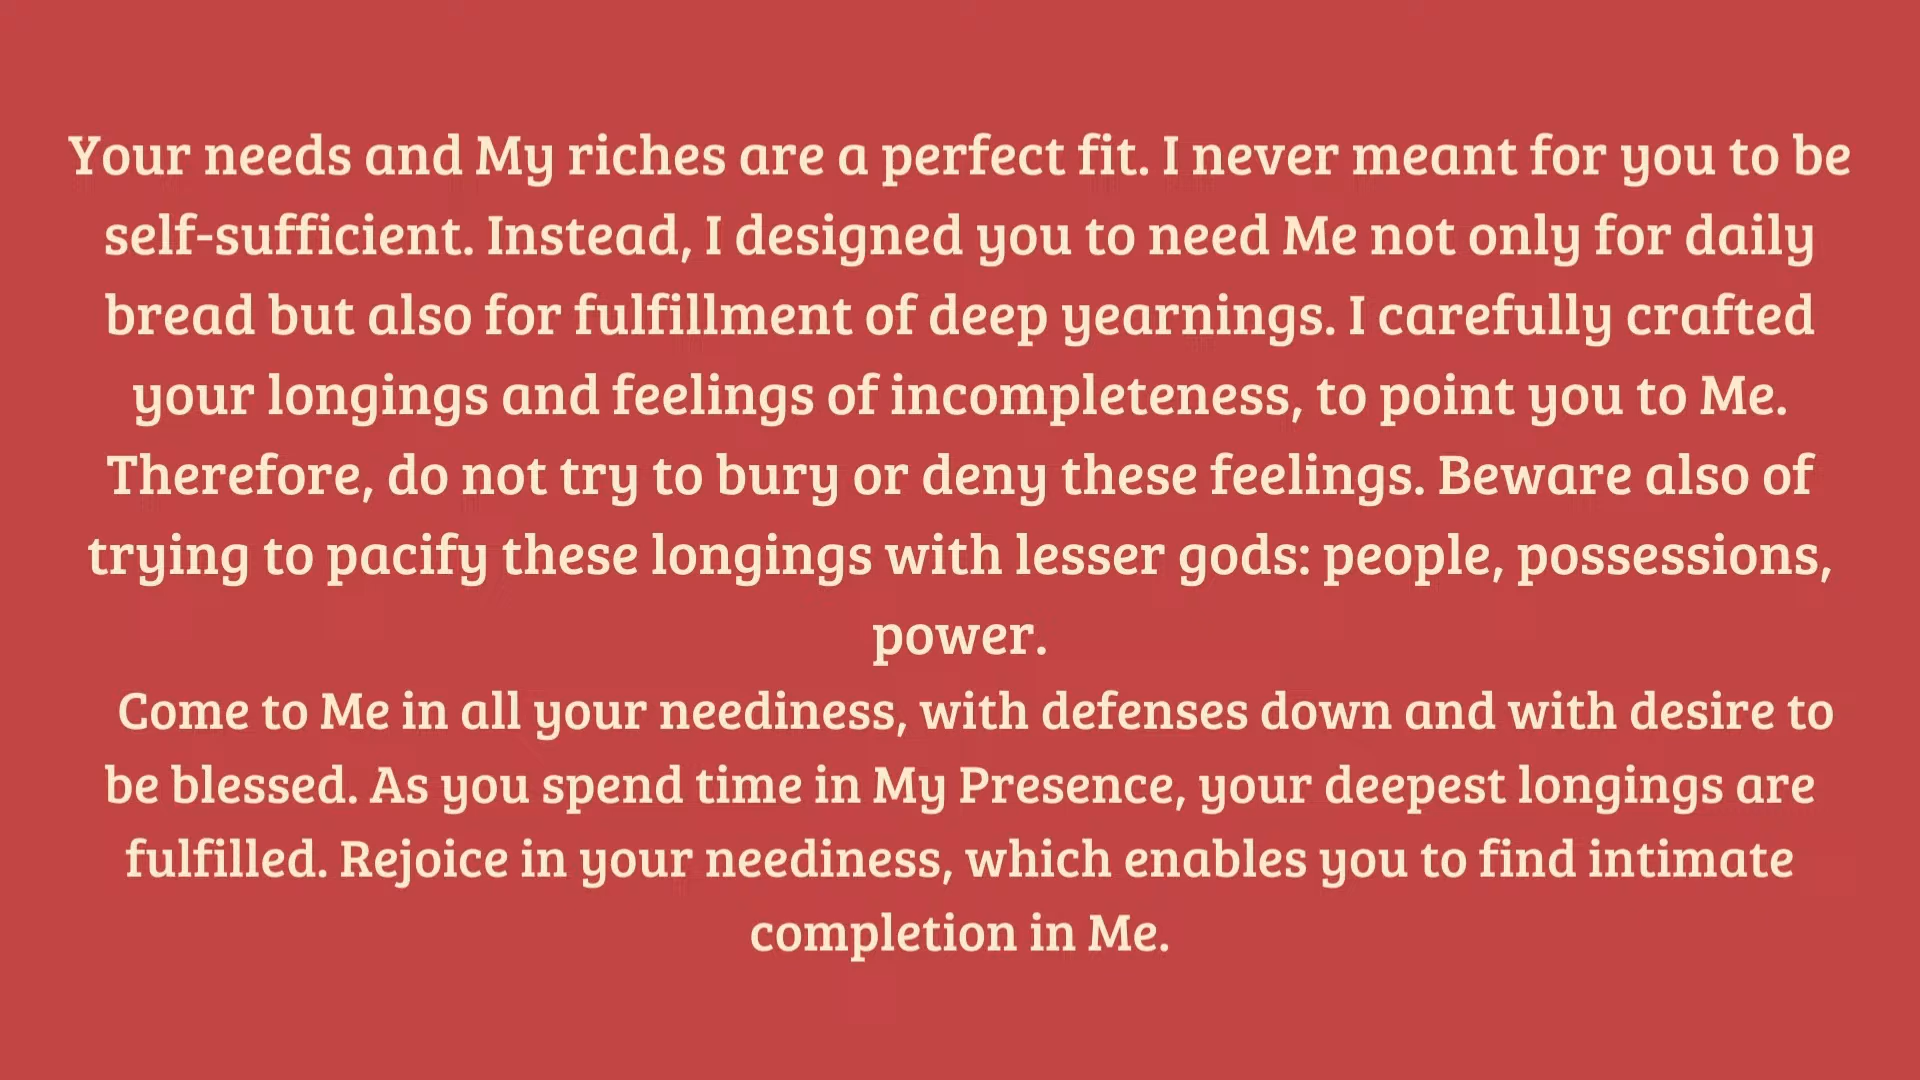 Your needs and My riches are a perfect fit. I never meant for you to be
self-sufficient. Instead, I designed you to need Me not only for daily
bread but also for fulfillment of deep yearnings. I carefully crafted
your longings and feelings of incompleteness, to point you to Me.
Therefore, do not try to bury or deny these feelings. Beware also of
trying to pacify these longings with lesser gods: people, possessions,
power.
Come to Me in all your neediness, with defenses down and with desire to
be blessed. As you spend time in My Presence, your deepest longings are
fulfilled. Rejoice in your neediness, which enables you to find intimate
completion in Me.